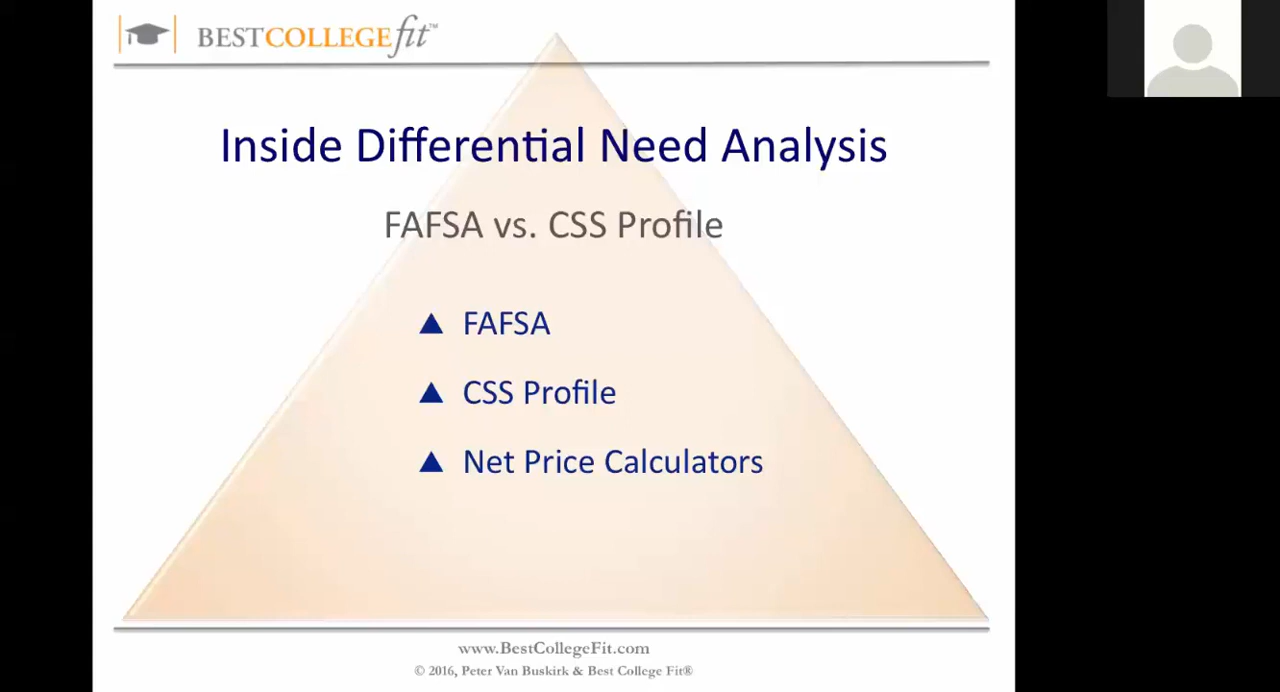 BESTCOLLEGEfit™
Inside Differential Need Analysis
FAFSA vs. CSS Profile
▲ FAFSA
▲ CSS Profile
▲ Net Price Calculators
www.BestCollegeFit.com
© 2016, Peter Van Buskirk & Best College Fit®